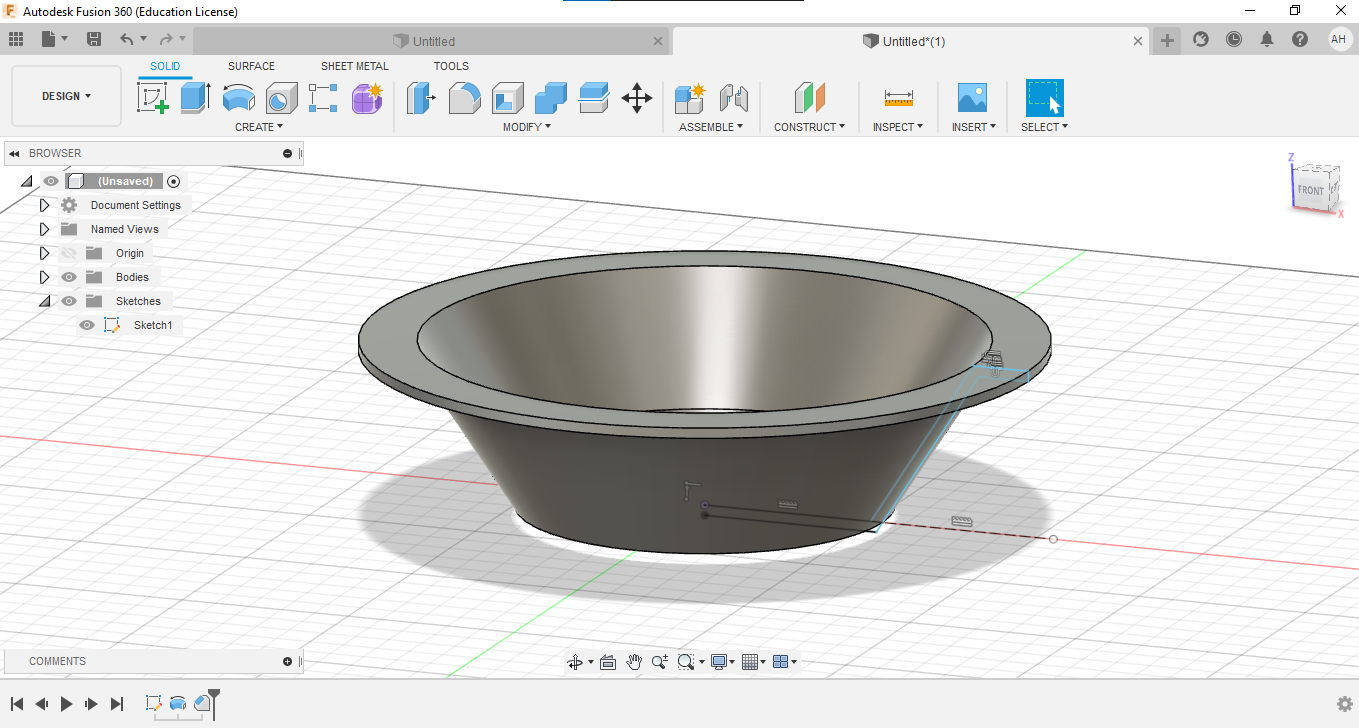 Autodesk Fusion 360 (Education License)
Untitled
Untitled*(1)
AH
SOLID
SURFACE
SHEET METAL
TOOLS
DESIGN
CREATE
MODIFY
ASSEMBLE
CONSTRUCT
INSPECT
INSERT
SELECT
BROWSER
(Unsaved)
Document Settings
Named Views
Origin
Bodies
Sketches
Sketch1
Z
FRONT
X
COMMENTS